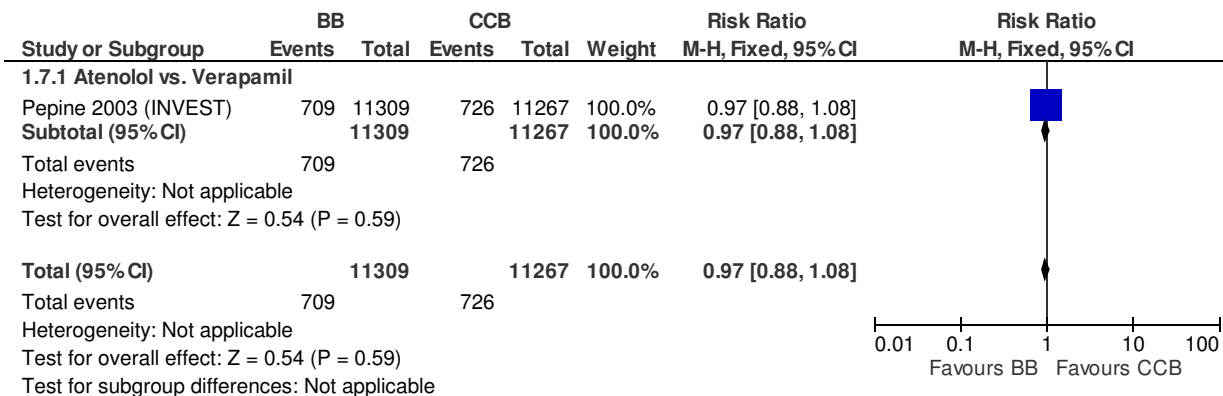 BB CCB Risk Ratio Risk Ratio
Study or Subgroup Events Total Events Total Weight M-H, Fixed, 95% CI M-H, Fixed, 95% CI
1.7.1 Atenolol vs. Verapamil
Pepine 2003 (INVEST) 709 11309 726 11267 100.0% 0.97 [0.88, 1.08]
Subtotal (95% CI) 11309 11267 100.0% 0.97 [0.88, 1.08]
Total events 709 726
Heterogeneity: Not applicable
Test for overall effect: Z = 0.54 (P = 0.59)
Total (95% CI) 11309 11267 100.0% 0.97 [0.88, 1.08]
Total events 709 726
Heterogeneity: Not applicable
Test for overall effect: Z = 0.54 (P = 0.59)
Test for subgroup differences: Not applicable
0.01 0.1 1 10 100
Favours BB Favours CCB